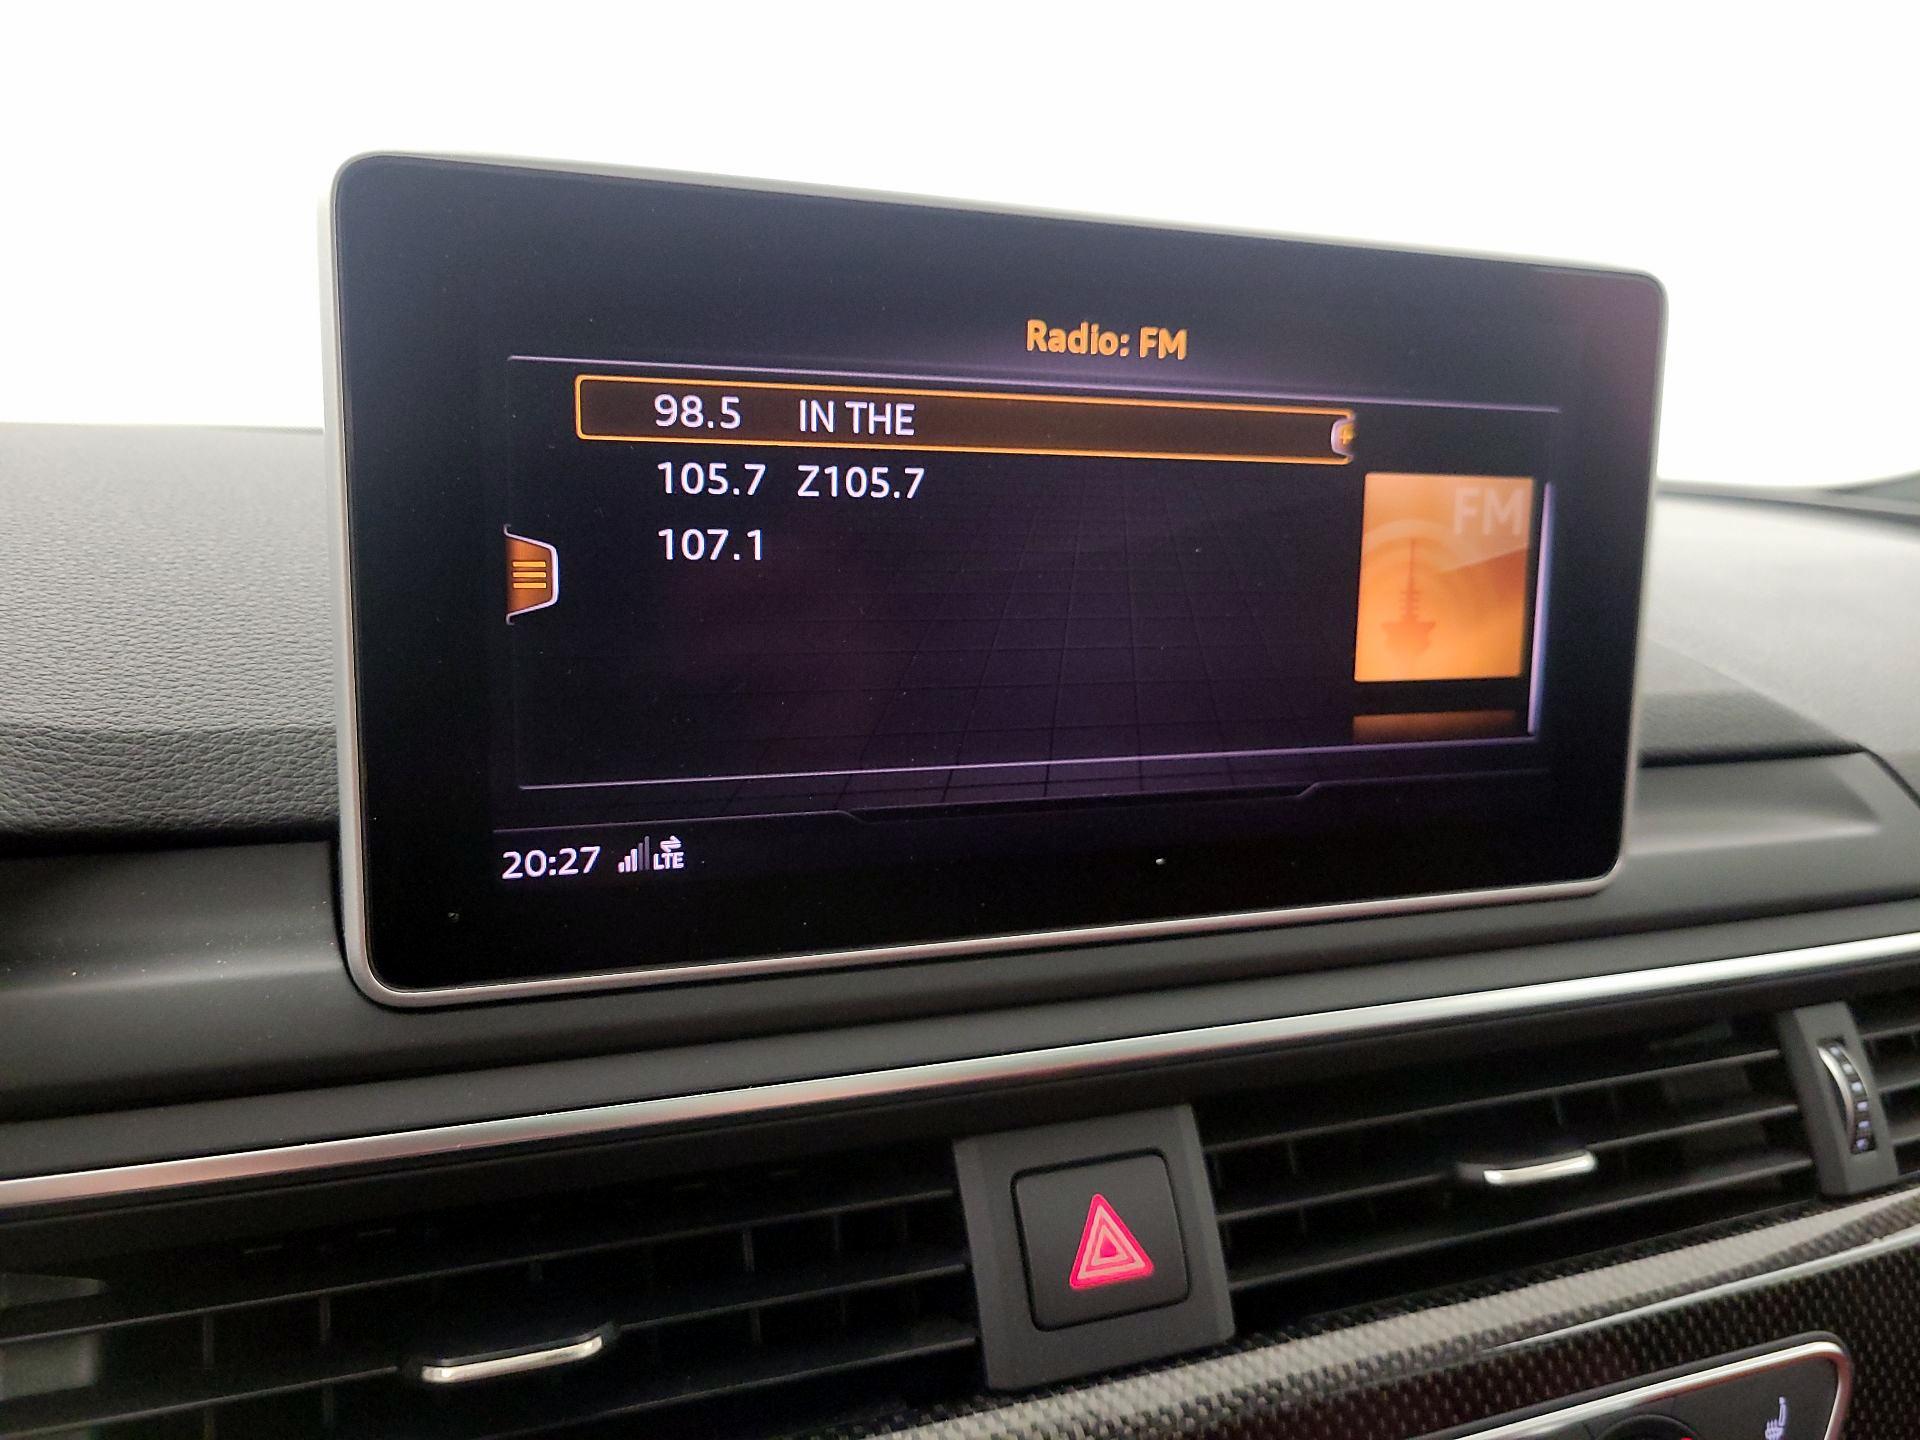 Radio: FM
98.5 IN THE
105.7 Z105.7
107.1
FM
20:27 LTE